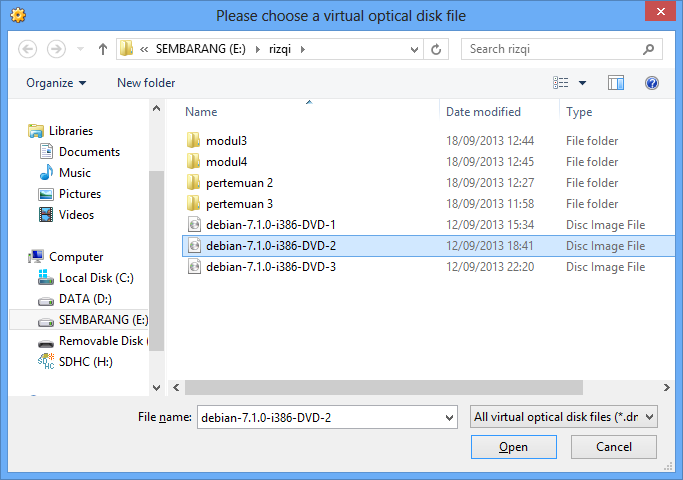 Please choose a virtual optical disk file
« SEMBARANG (E:) rizqi
Search rizqi
Organize New folder
Name Date modified Type
Libraries
Documents
Music
Pictures
Videos
Computer
Local Disk (C:)
DATA (D:)
SEMBARANG (E:)
Removable Disk (
SDHC (H:)
modul3 18/09/2013 12:44 File folder
modul4 18/09/2013 12:45 File folder
pertemuan 2 18/09/2013 12:27 File folder
pertemuan 3 18/09/2013 11:58 File folder
debian-7.1.0-i386-DVD-1 12/09/2013 15:34 Disc Image File
debian-7.1.0-i386-DVD-2 12/09/2013 18:41 Disc Image File
debian-7.1.0-i386-DVD-3 12/09/2013 22:20 Disc Image File
File name: debian-7.1.0-i386-DVD-2 All virtual optical disk files (*.dr
Open Cancel